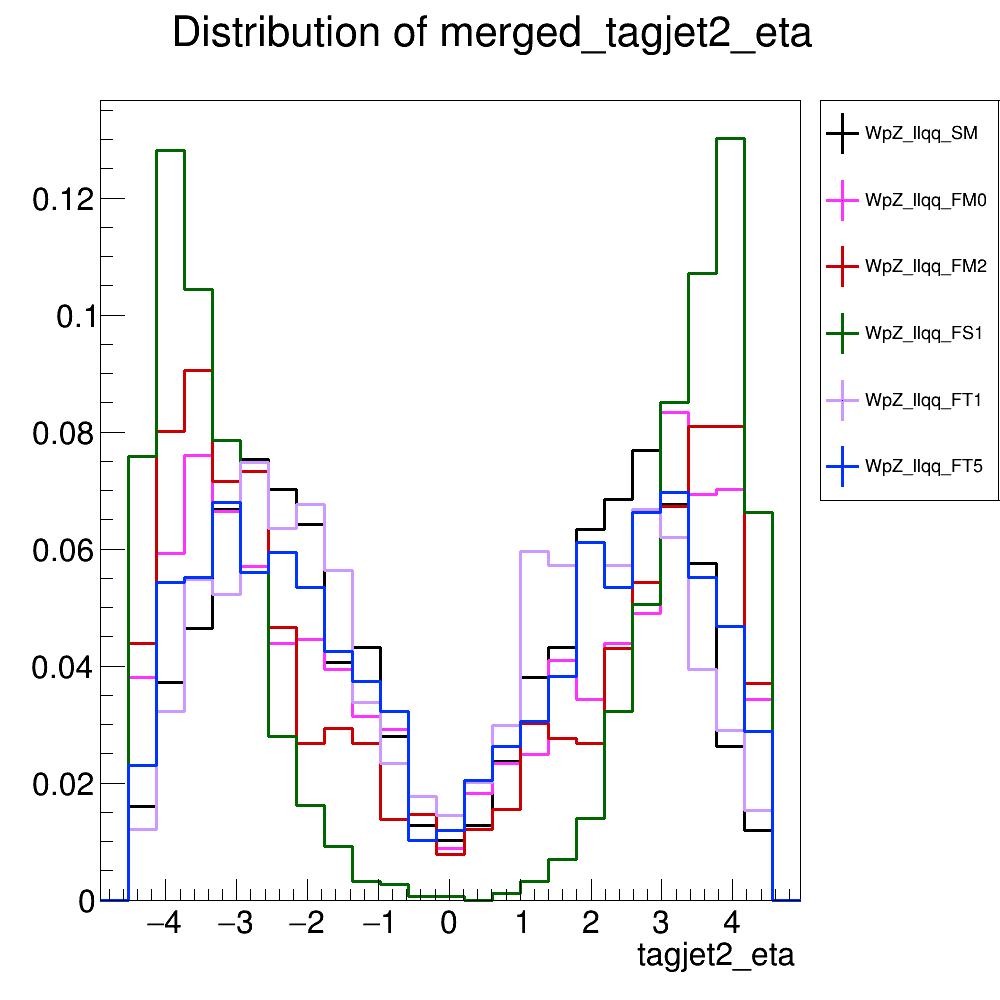 Distribution of merged_tagjet2_eta
0.12
0.1
0.08
0.06
0.04
0.02
0
−4 −3 −2 −1 0 1 2 3 4
tagjet2_eta
WpZ_llqq_SM
WpZ_llqq_FM0
WpZ_llqq_FM2
WpZ_llqq_FS1
WpZ_llqq_FT1
WpZ_llqq_FT5